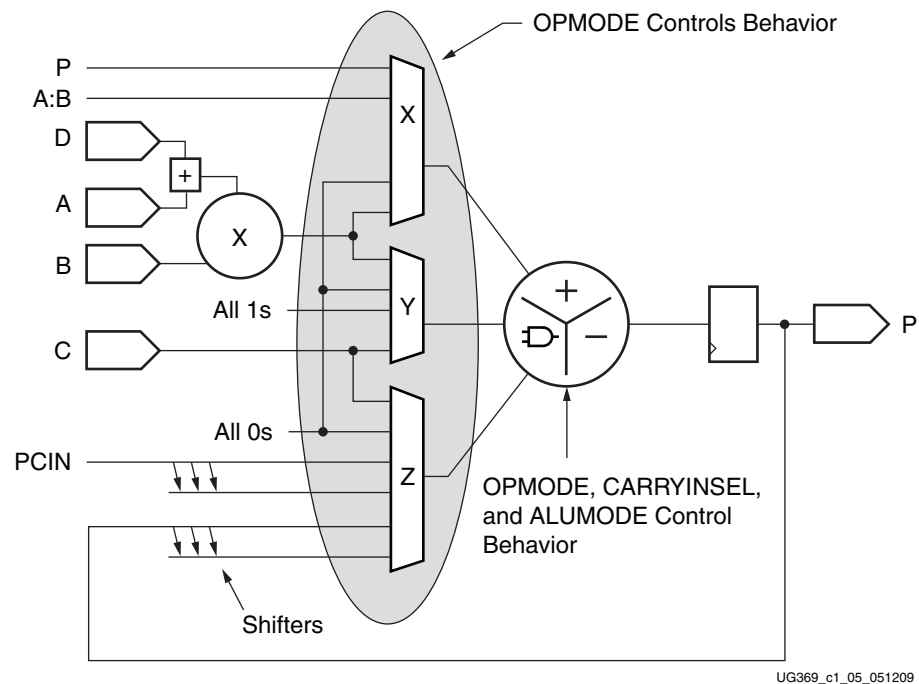 OPMODE Controls Behavior
P
A:B
X
D
+
A
X
B
All 1s
Y
+
−
P
C
All 0s
PCIN
Z
OPMODE, CARRYINSEL,
and ALUMODE Control
Behavior
Shifters
UG369_c1_05_051209